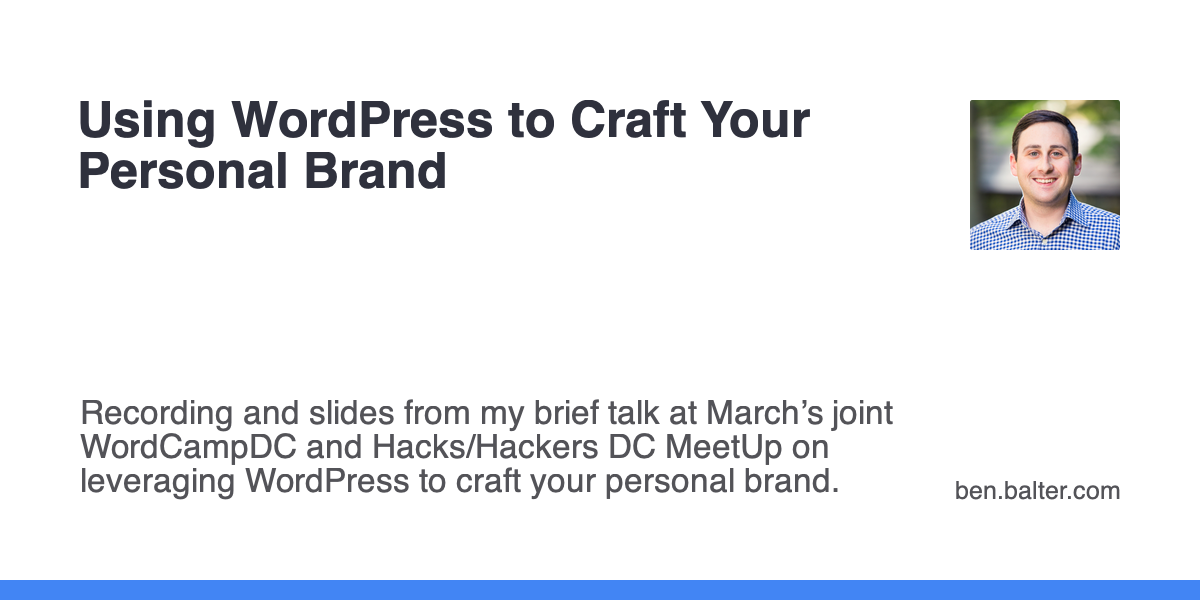 Using WordPress to Craft Your
Personal Brand
Recording and slides from my brief talk at March’s joint
WordCampDC and Hacks/Hackers DC MeetUp on
leveraging WordPress to craft your personal brand.
ben.balter.com